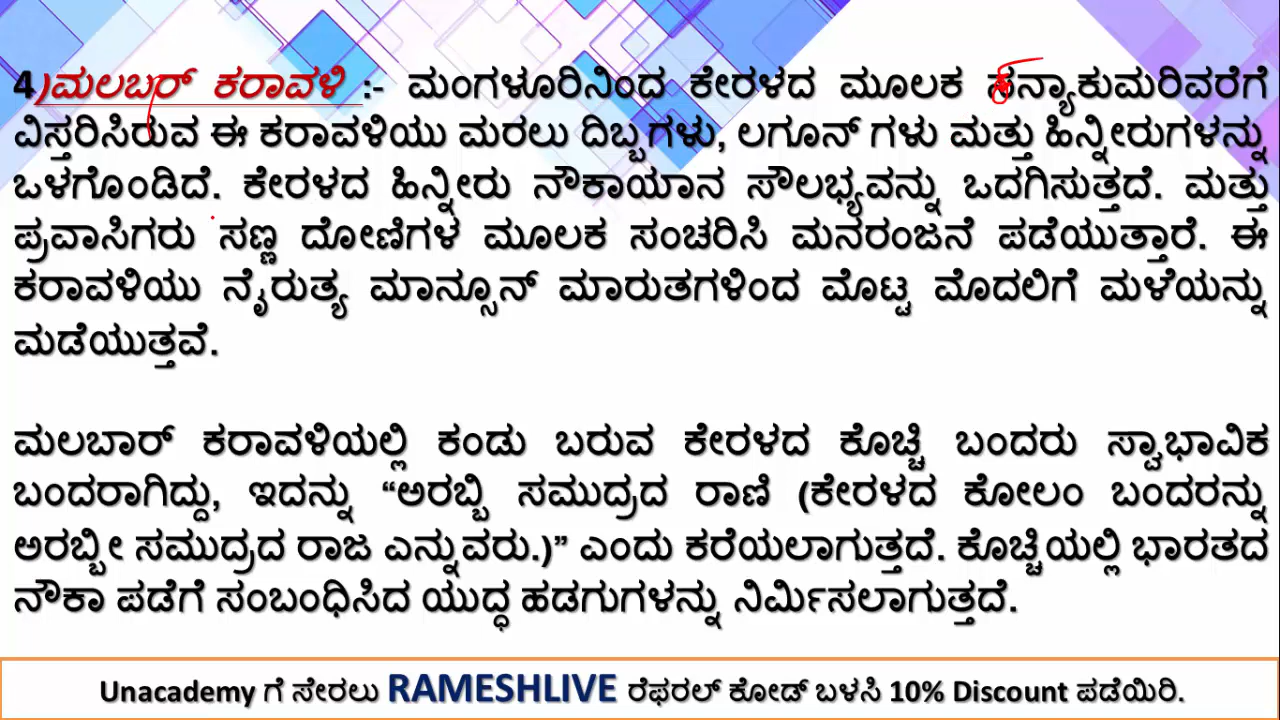 4)ಮಲಬರ್ ಕರಾವಳಿ :- ಮಂಗಳೂರಿನಿಂದ ಕೇರಳದ ಮೂಲಕ ಕನ್ಯಾಕುಮರಿವರೆಗೆ
ವಿಸ್ತರಿಸಿರುವ ಈ ಕರಾವಳಿಯು ಮರಲು ದಿಬ್ಬಗಳು, ಲಗೂನ್ ಗಳು ಮತ್ತು ಹಿನ್ನೀರುಗಳನ್ನು
ಒಳಗೊಂಡಿದೆ. ಕೇರಳದ ಹಿನ್ನೀರು ನೌಕಾಯಾನ ಸೌಲಭ್ಯವನ್ನು ಒದಗಿಸುತ್ತದೆ. ಮತ್ತು
ಪ್ರವಾಸಿಗರು ಸಣ್ಣ ದೋಣಿಗಳ ಮೂಲಕ ಸಂಚರಿಸಿ ಮನರಂಜನೆ ಪಡೆಯುತ್ತಾರೆ. ಈ
ಕರಾವಳಿಯು ನೈರುತ್ಯ ಮಾನ್ಸೂನ್ ಮಾರುತಗಳಿಂದ ಮೊಟ್ಟ ಮೊದಲಿಗೆ ಮಳೆಯನ್ನು
ಮಡೆಯುತ್ತವೆ.
ಮಲಬಾರ್ ಕರಾವಳಿಯಲ್ಲಿ ಕಂಡು ಬರುವ ಕೇರಳದ ಕೊಚ್ಚಿ ಬಂದರು ಸ್ವಾಭಾವಿಕ
ಬಂದರಾಗಿದ್ದು, ಇದನ್ನು “ಅರಬ್ಬಿ ಸಮುದ್ರದ ರಾಣಿ (ಕೇರಳದ ಕೋಲಂ ಬಂದರನ್ನು
ಅರಬ್ಬೀ ಸಮುದ್ರದ ರಾಜ ಎನ್ನುವರು.)” ಎಂದು ಕರೆಯಲಾಗುತ್ತದೆ. ಕೊಚ್ಚಿಯಲ್ಲಿ ಭಾರತದ
ನೌಕಾ ಪಡೆಗೆ ಸಂಬಂಧಿಸಿದ ಯುದ್ಧ ಹಡಗುಗಳನ್ನು ನಿರ್ಮಿಸಲಾಗುತ್ತದೆ.
Unacademy ಗೆ ಸೇರಲು RAMESHLIVE ರೆಫರಲ್ ಕೋಡ್ ಬಳಸಿ 10% Discount ಪಡೆಯಿರಿ.